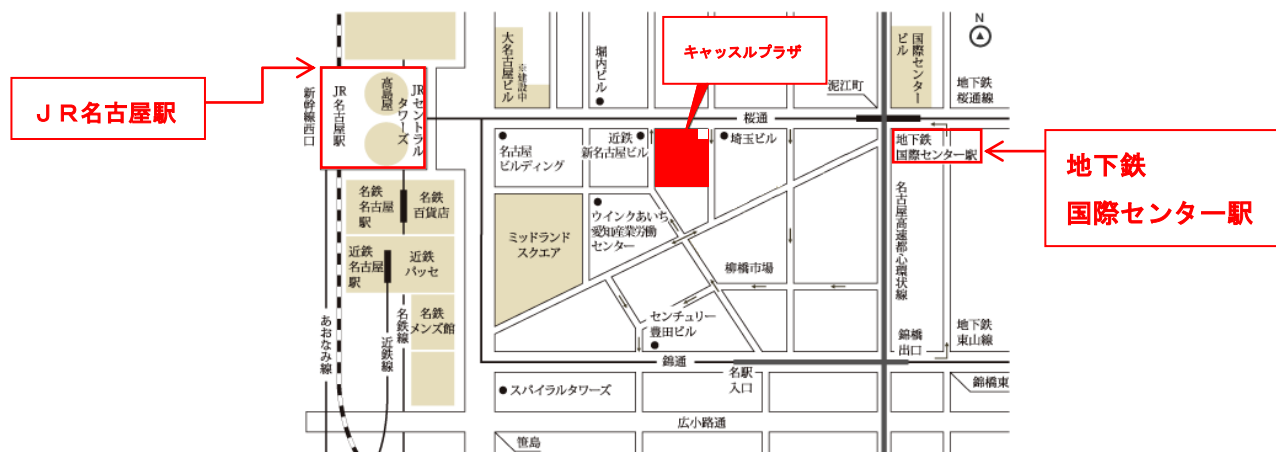 ＪＲ名古屋駅
キャッスルプラザ
地下鉄
国際センター駅
N
新幹線西口
JR名古屋駅
髙島屋
JRセントラル
タワーズ
大名古屋ビル
※建設中
堀内ビル
泥江町
国際センター
ビル
地下鉄
桜通線
桜通
名古屋
ビルディング
近鉄
新名古屋ビル
埼玉ビル
地下鉄
国際センター駅
名鉄
名古屋
駅
名鉄
百貨店
ミッドランド
スクエア
ウインクあいち
愛知産業労働
センター
名古屋高速都心環状線
近鉄
名古屋
駅
近鉄
パッセ
柳橋市場
名鉄
メンズ館
センチュリー
豊田ビル
あおなみ線
近鉄線
名鉄線
錦橋
出口
地下鉄
東山線
錦通
名駅
入口
スパイラルタワーズ
錦橋東
広小路通
笹島